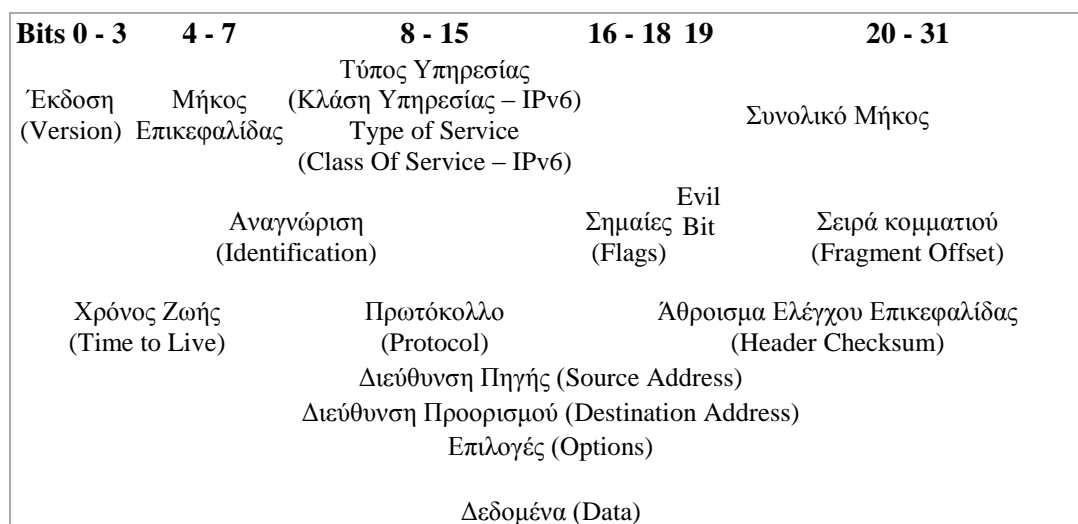 Bits 0 - 3 4 - 7 8 - 15 16 - 18 19 20 - 31
Έκδοση
(Version)
Μήκος
Επικεφαλίδας
Τύπος Υπηρεσίας
(Κλάση Υπηρεσίας – IPv6)
Type of Service
(Class Of Service – IPv6)
Συνολικό Μήκος
Αναγνώριση
(Identification)
Σημαίες
(Flags)
Evil
Bit
Σειρά κομματιού
(Fragment Offset)
Χρόνος Ζωής
(Time to Live)
Πρωτόκολλο
(Protocol)
Άθροισμα Ελέγχου Επικεφαλίδας
(Header Checksum)
Διεύθυνση Πηγής (Source Address)
Διεύθυνση Προορισμού (Destination Address)
Επιλογές (Options)
Δεδομένα (Data)